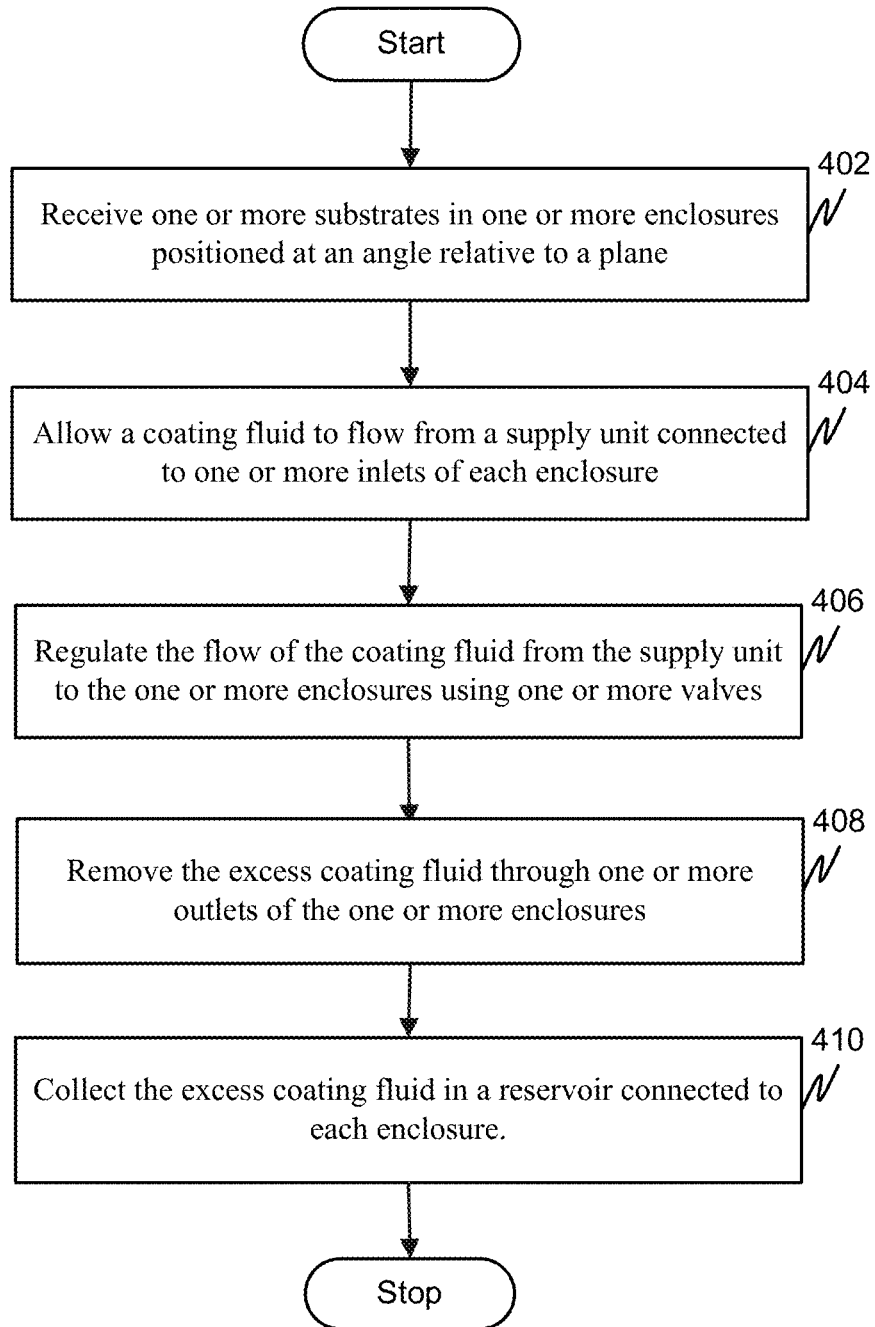 Start
402
Receive one or more substrates in one or more enclosures
positioned at an angle relative to a plane
404
Allow a coating fluid to flow from a supply unit connected
to one or more inlets of each enclosure
406
Regulate the flow of the coating fluid from the supply unit
to the one or more enclosures using one or more valves
408
Remove the excess coating fluid through one or more
outlets of the one or more enclosures
410
Collect the excess coating fluid in a reservoir connected to
each enclosure.
Stop